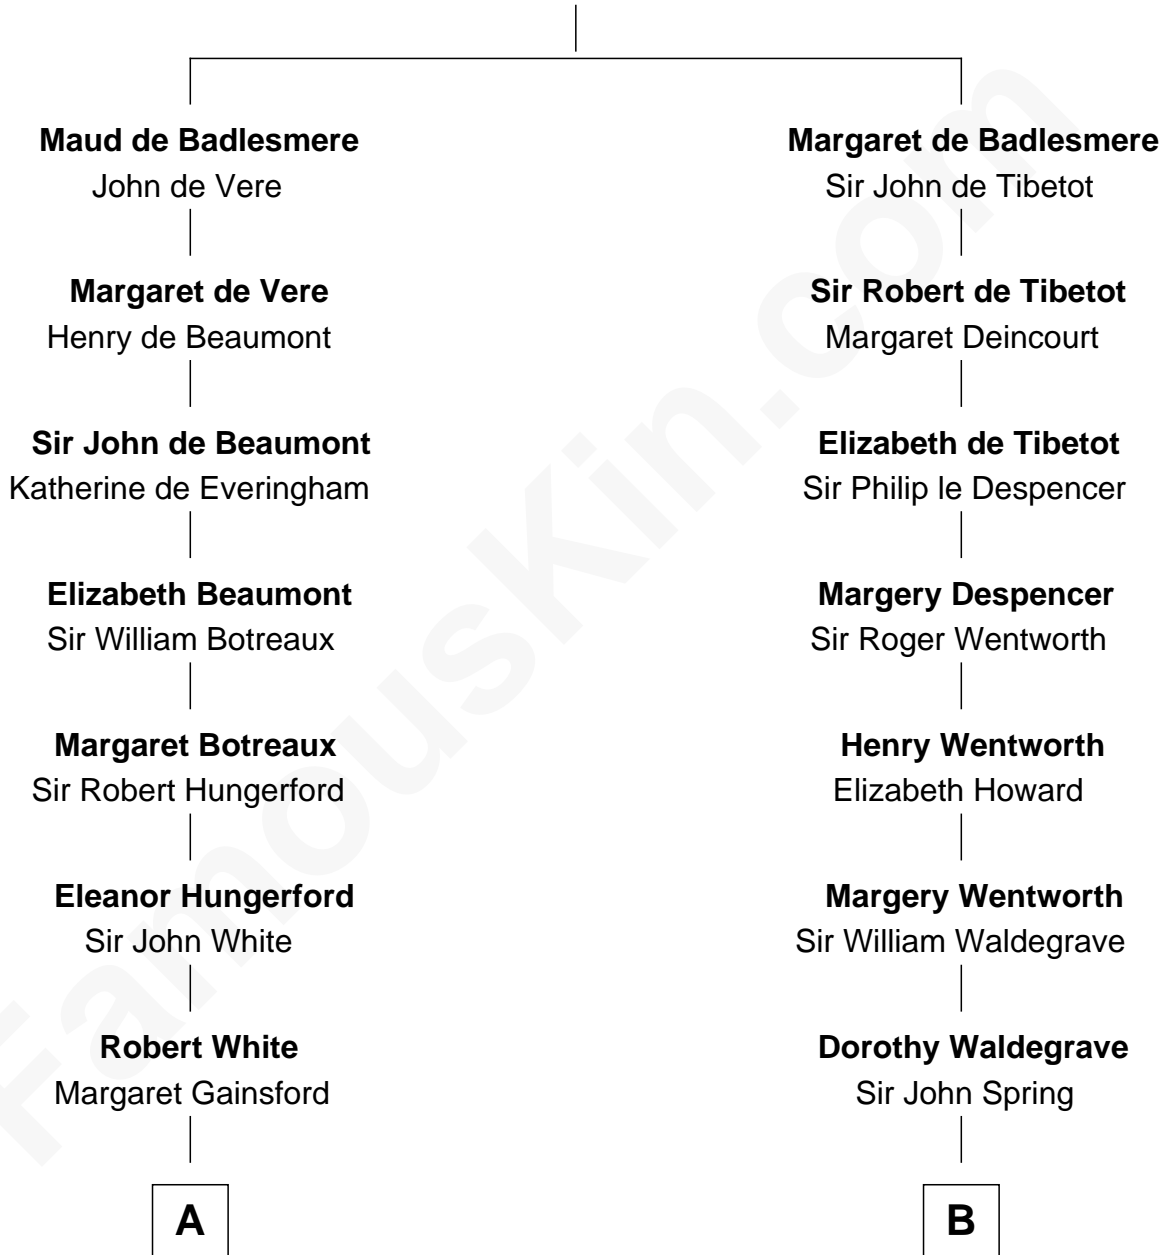 Maud de Badlesmere
John de Vere
Margaret de Vere
Henry de Beaumont
Sir John de Beaumont
Katherine de Everingham
Elizabeth Beaumont
Sir William Botreaux
Margaret Botreaux
Sir Robert Hungerford
Eleanor Hungerford
Sir John White
Robert White
Margaret Gainsford
A
Margaret de Badlesmere
Sir John de Tibetot
Sir Robert de Tibetot
Margaret Deincourt
Elizabeth de Tibetot
Sir Philip le Despencer
Margery Despencer
Sir Roger Wentworth
Henry Wentworth
Elizabeth Howard
Margery Wentworth
Sir William Waldegrave
Dorothy Waldegrave
Sir John Spring
B
FamousKin.com